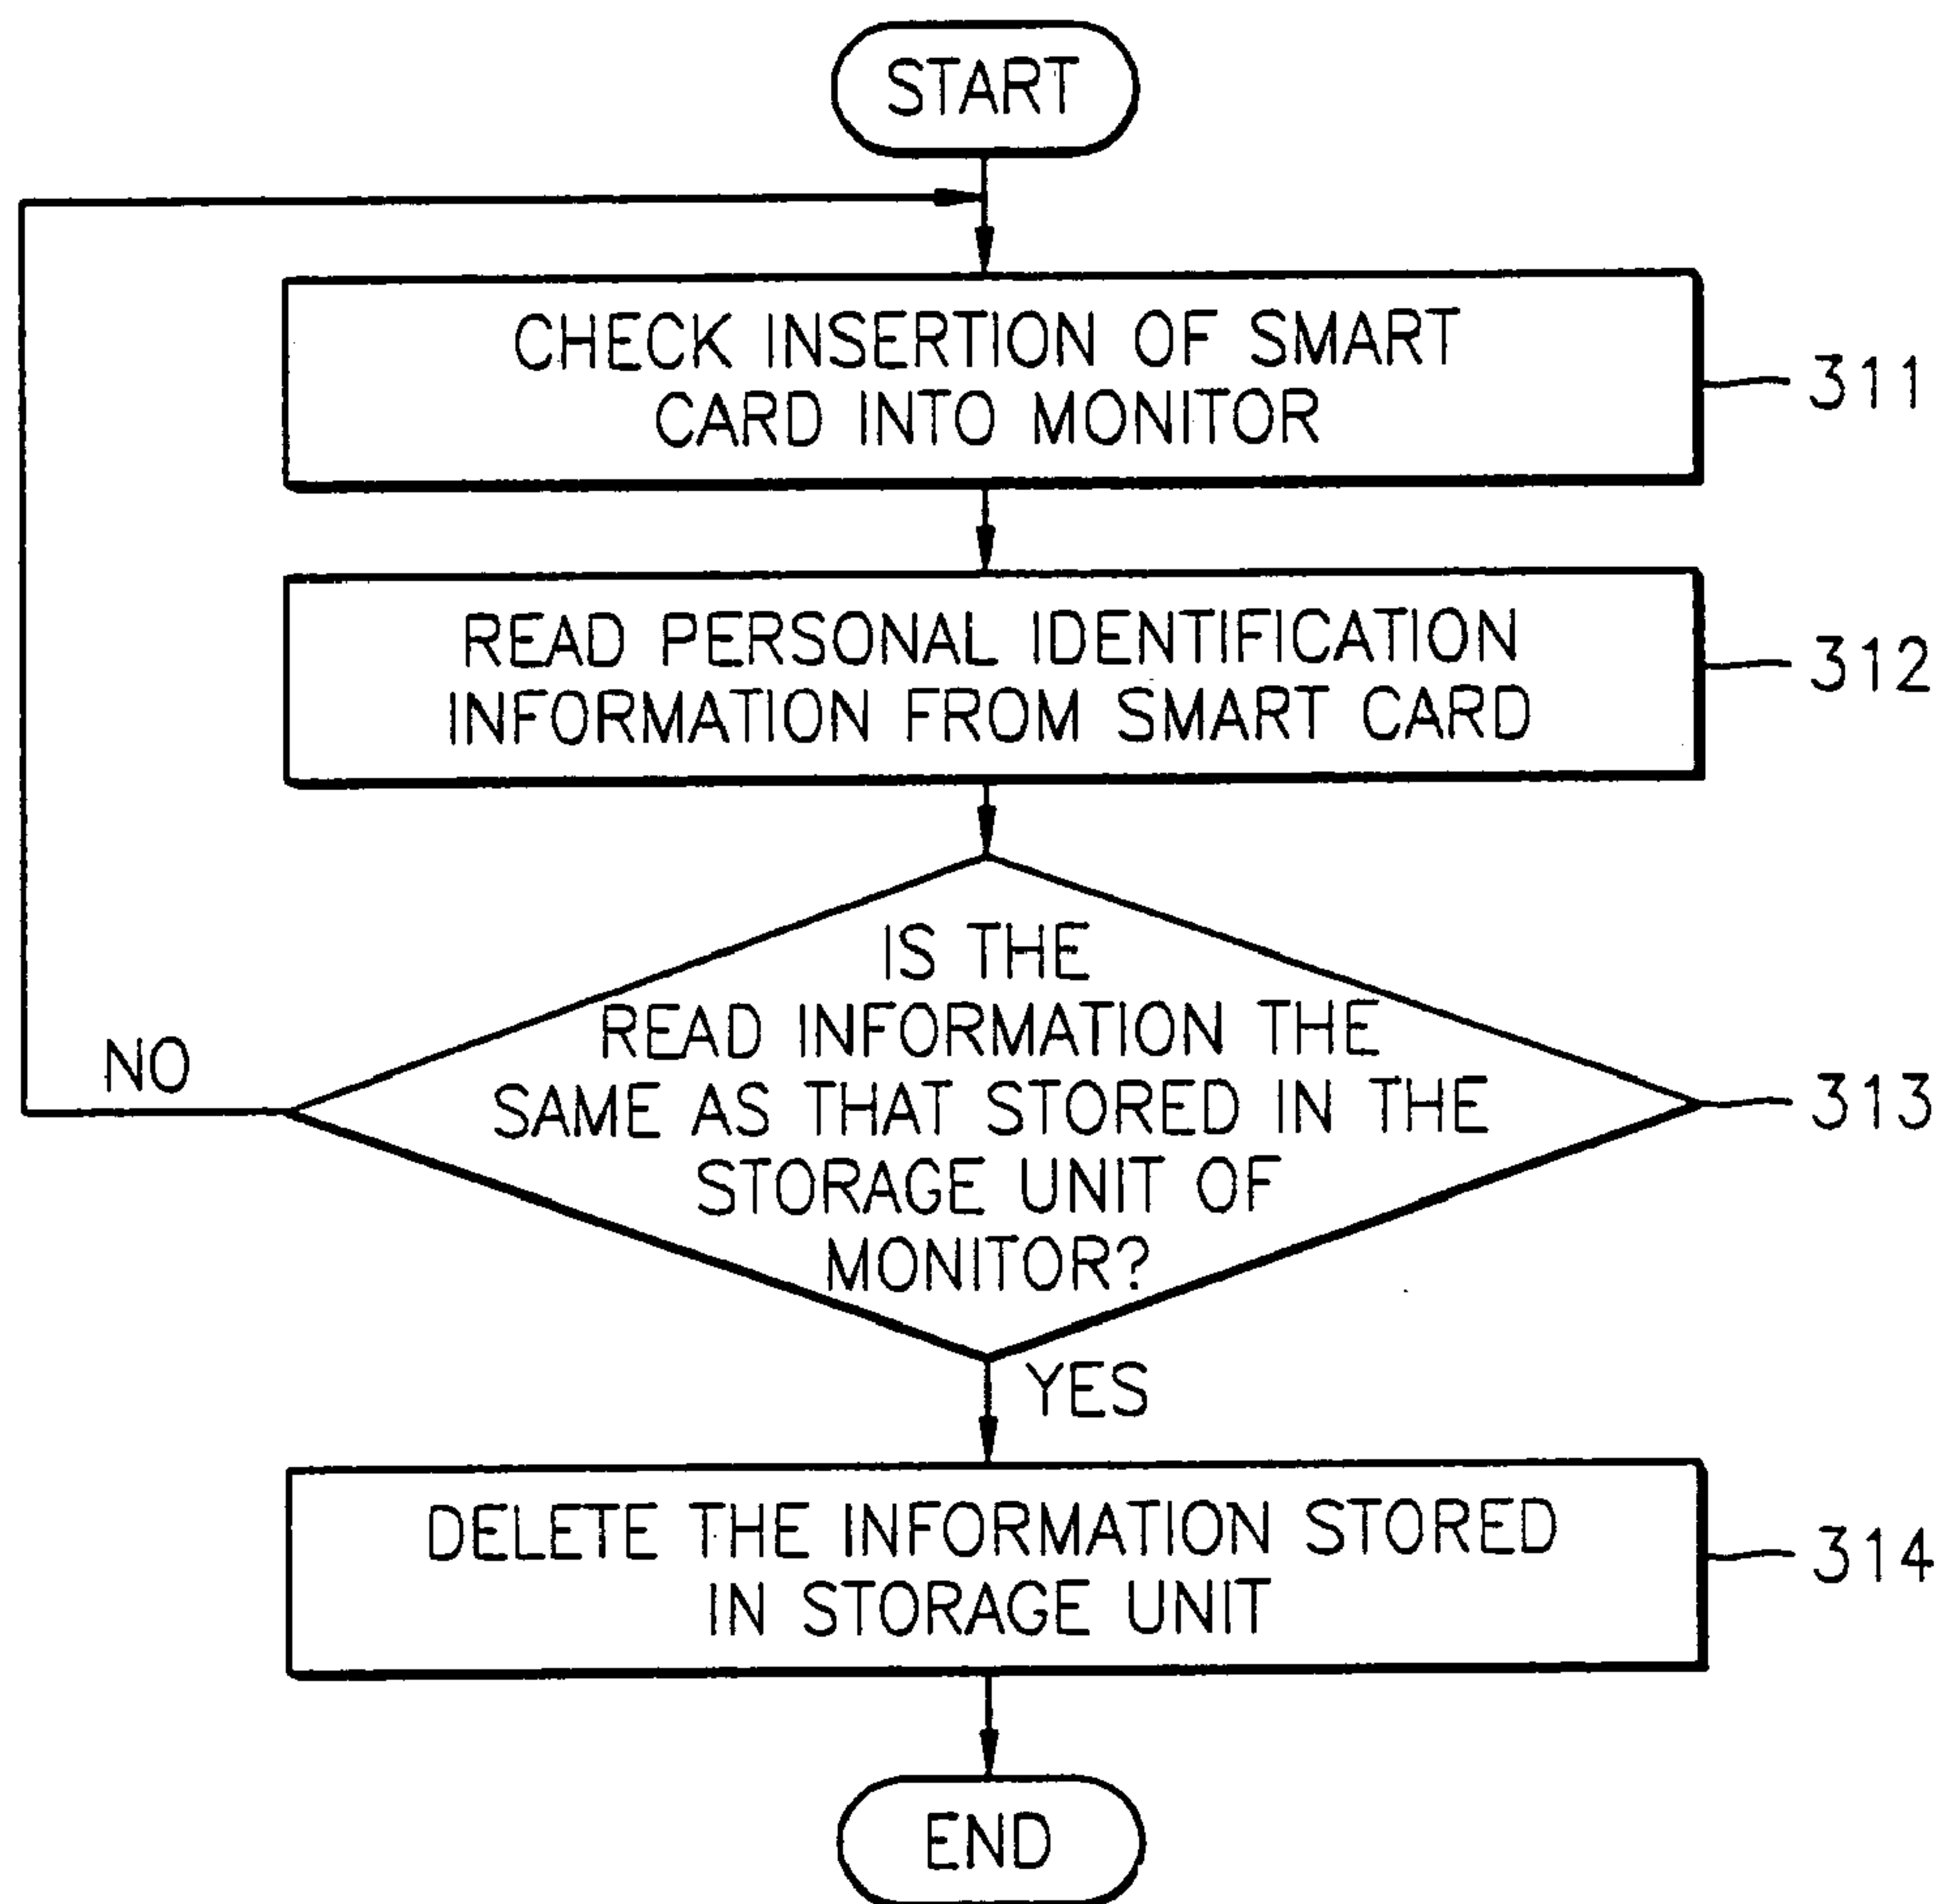 START
CHECK INSERTION OF SMART
CARD INTO MONITOR
311
READ PERSONAL IDENTIFICATION
INFORMATION FROM SMART CARD
312
IS THE
READ INFORMATION THE
SAME AS THAT STORED IN THE
STORAGE UNIT OF
MONITOR?
313
NO
YES
DELETE THE INFORMATION STORED
IN STORAGE UNIT
314
END